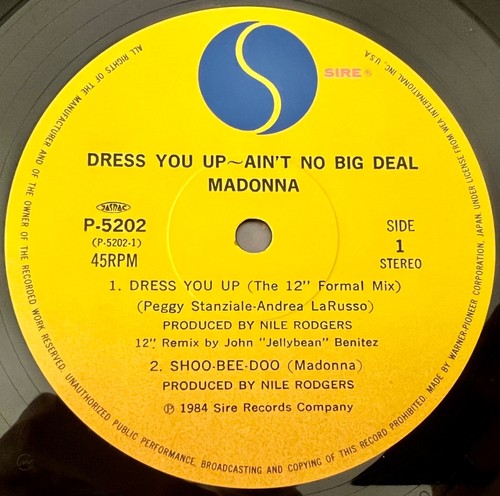 SIRE ®
DRESS YOU UP~AIN'T NO BIG DEAL
MADONNA
JASRAC
P-5202
(P-5202-1)
45RPM
SIDE
1
STEREO
1. DRESS YOU UP (The 12" Formal Mix)
(Peggy Stanziale-Andrea LaRusso)
PRODUCED BY NILE RODGERS
12" Remix by John "Jellybean" Benitez
2. SHOO-BEE-DOO (Madonna)
PRODUCED BY NILE RODGERS
℗ 1984 Sire Records Company
ALL RIGHTS OF THE MANUFACTURER AND OF THE OWNER OF THE RECORDED WORK RESERVED. UNAUTHORIZED PUBLIC PERFORMANCE, BROADCASTING AND COPYING OF THIS RECORD PROHIBITED. MADE BY WARNER-PIONEER CORPORATION, JAPAN, UNDER LICENSE FROM WEA INTERNATIONAL INC., U.S.A.